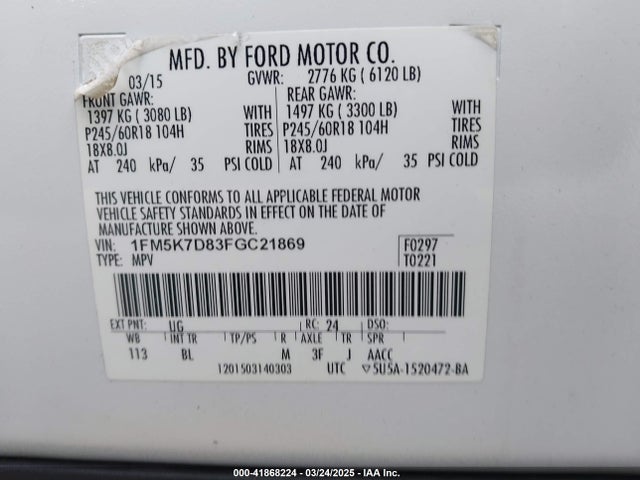 MFD. BY FORD MOTOR CO.
03/15 GVWR: 2776 KG ( 6120 LB)
FRONT GAWR: REAR GAWR:
1397 KG ( 3080 LB) WITH 1497 KG ( 3300 LB) WITH
P245/60R18 104H TIRES P245/60R18 104H TIRES
18X8.0J RIMS 18X8.0J RIMS
AT 240 kPa/ 35 PSI COLD AT 240 kPa/ 35 PSI COLD
THIS VEHICLE CONFORMS TO ALL APPLICABLE FEDERAL MOTOR
VEHICLE SAFETY STANDARDS IN EFFECT ON THE DATE OF
MANUFACTURE SHOWN ABOVE.
VIN: 1FM5K7D83FGC21869 F0297
TYPE: MPV T0221
EXT PNT: UG RC: 24 DSO:
WB INT TR TP/PS R AXLE TR SPR
113 BL M 3F J AACC
1201503140303 UTC ▽5U5A-1520472-BA
000-41868224 - 03/24/2025 - IAA Inc.